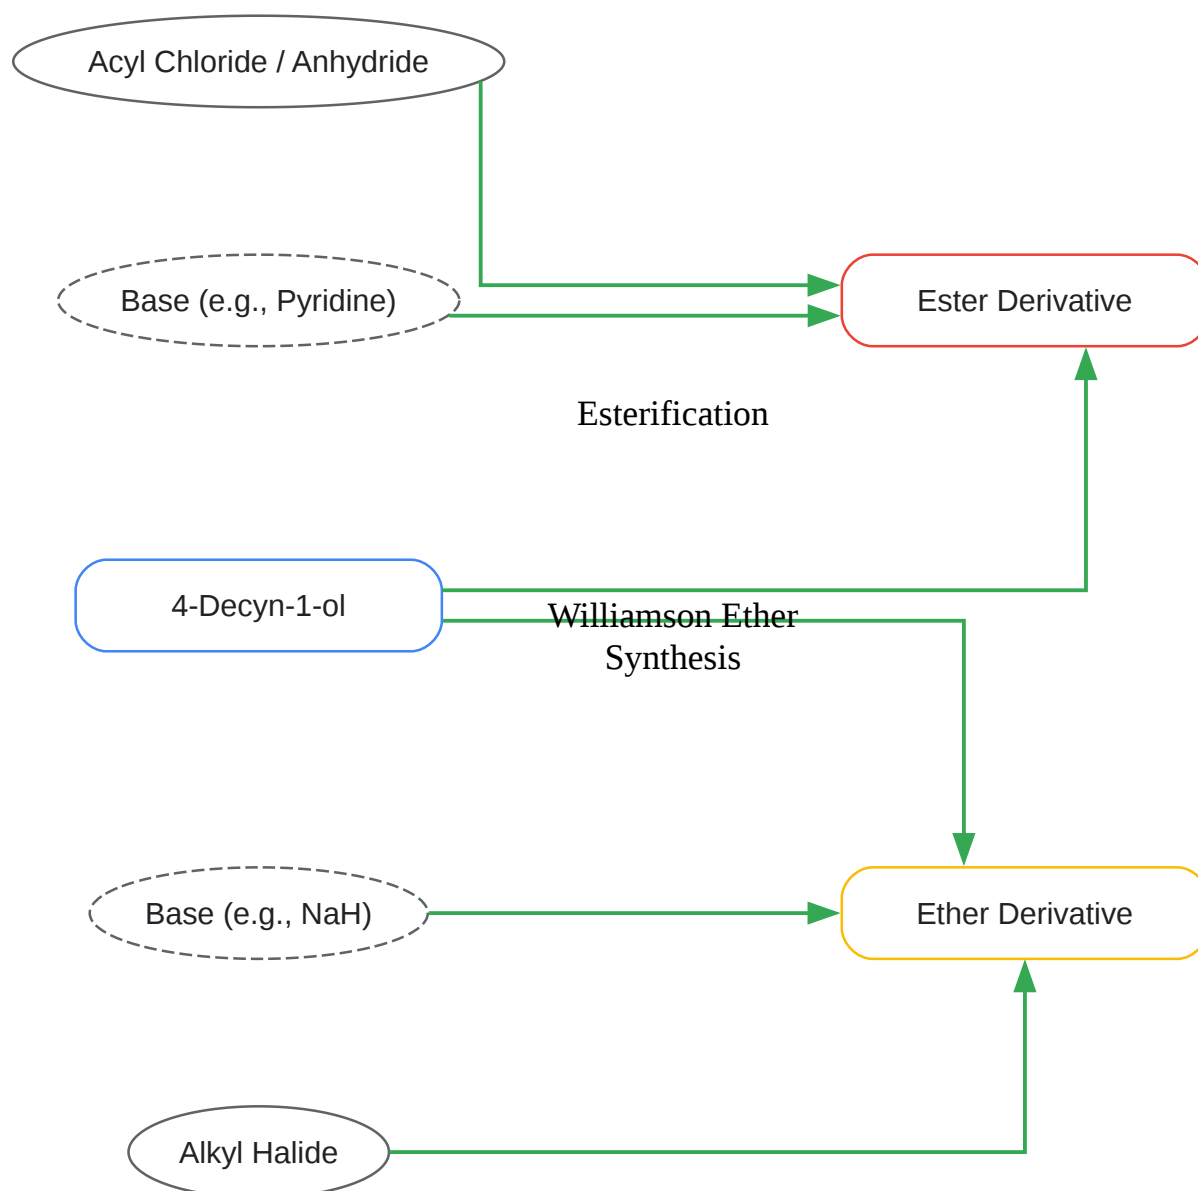 Acyl Chloride / Anhydride
Base (e.g., Pyridine)
Ester Derivative
Esterification
4-Decyn-1-ol
Williamson Ether
Synthesis
Base (e.g., NaH)
Ether Derivative
Alkyl Halide